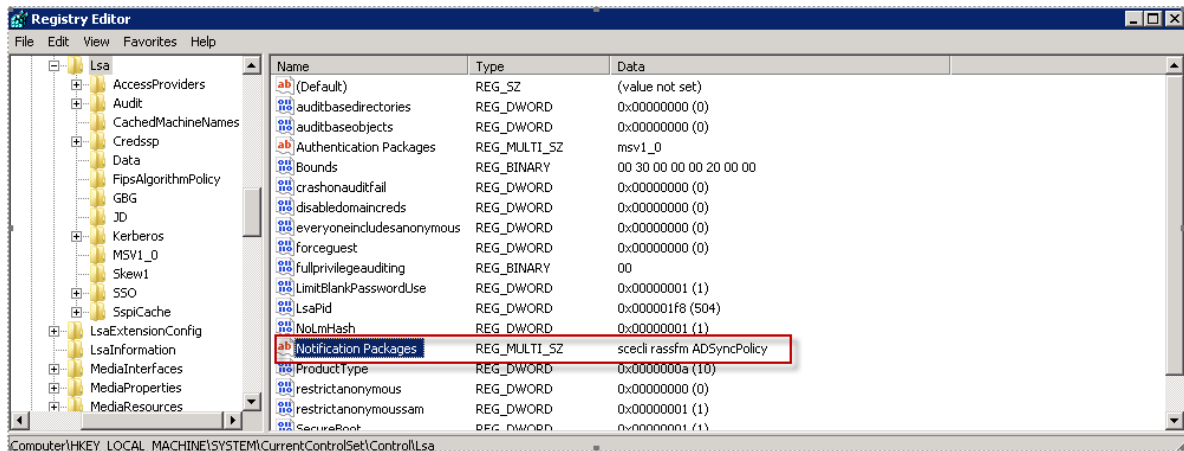 Registry Editor
File Edit View Favorites Help
Lsa
AccessProviders
Audit
CachedMachineNames
Credssp
Data
FipsAlgorithmPolicy
GBG
JD
Kerberos
MSV1_0
Skew1
SSO
SspiCache
LsaExtensionConfig
LsaInformation
MediaInterfaces
MediaProperties
MediaResources
Name Type Data
(Default) REG_SZ (value not set)
auditbasedirectories REG_DWORD 0x00000000 (0)
auditbaseobjects REG_DWORD 0x00000000 (0)
Authentication Packages REG_MULTI_SZ msv1_0
Bounds REG_BINARY 00 30 00 00 00 20 00 00
crashonauditfail REG_DWORD 0x00000000 (0)
disabledomaincreds REG_DWORD 0x00000000 (0)
everyoneincludesanonymous REG_DWORD 0x00000000 (0)
forceguest REG_DWORD 0x00000000 (0)
fullprivilegeauditing REG_BINARY 00
LimitBlankPasswordUse REG_DWORD 0x00000001 (1)
LsaPid REG_DWORD 0x000001f8 (504)
NoLmHash REG_DWORD 0x00000001 (1)
Notification Packages REG_MULTI_SZ scecli rassfm ADSyncPolicy
ProductType REG_DWORD 0x0000000a (10)
restrictanonymous REG_DWORD 0x00000000 (0)
restrictanonymoussam REG_DWORD 0x00000001 (1)
SecureBoot REG_DWORD 0x00000001 (1)
Computer\HKEY_LOCAL_MACHINE\SYSTEM\CurrentControlSet\Control\Lsa